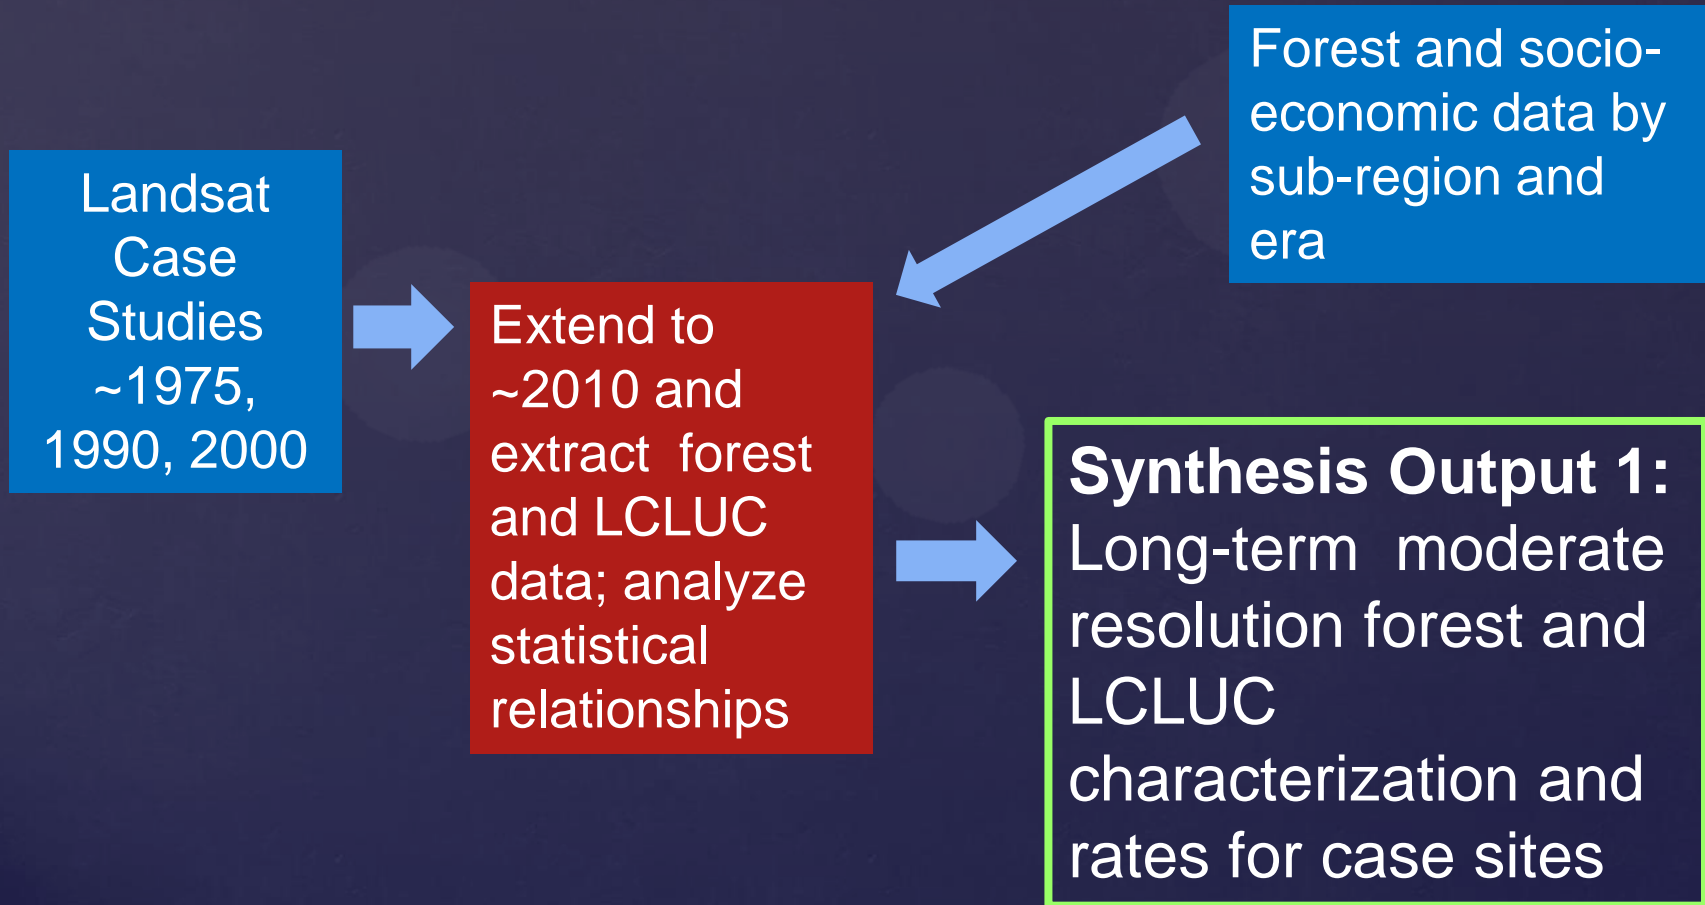 Landsat
Case
Studies
~1975,
1990, 2000
Extend to
~2010 and
extract  forest
and LCLUC
data; analyze
statistical
relationships
Forest and socio-
economic data by
sub-region and
era
Synthesis Output 1:
Long-term  moderate
resolution forest and
LCLUC
characterization and
rates for case sites